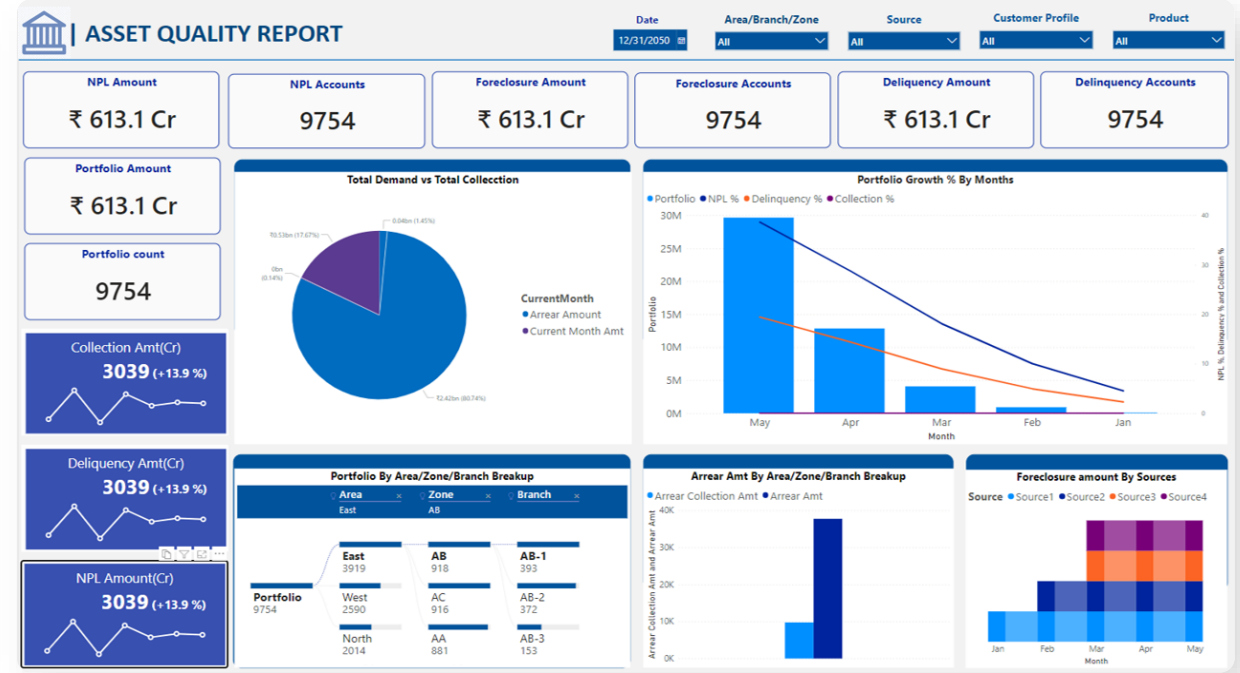 | ASSET QUALITY REPORT
Date
12/31/2050
Area/Branch/Zone
All
Source
All
Customer Profile
All
Product
All
NPL Amount
₹ 613.1 Cr
NPL Accounts
9754
Foreclosure Amount
₹ 613.1 Cr
Foreclosure Accounts
9754
Deliquency Amount
₹ 613.1 Cr
Delinquency Accounts
9754
Portfolio Amount
₹ 613.1 Cr
Portfolio count
9754
Collection Amt(Cr)
3039 (+13.9 %)
Deliquency Amt(Cr)
3039 (+13.9 %)
NPL Amount(Cr)
3039 (+13.9 %)
Total Demand vs Total Collecction
0.04bn (1.45%)
₹0.53bn (17.67%)
0bn
(0.14%)
₹2.42bn (80.74%)
CurrentMonth
Arrear Amount
Current Month Amt
Portfolio Growth % By Months
Portfolio NPL % Delinquency % Collection %
30M
25M
20M
15M
10M
5M
0M
Portfolio
40
30
20
10
0
NPL %, Delinquency % and Collection %
May Apr Mar Feb Jan
Month
Portfolio By Area/Zone/Branch Breakup
Area × Zone × Branch ×
East AB
Portfolio
9754
East
3919
West
2590
North
2014
AB
918
AC
916
AA
881
AB-1
393
AB-2
372
AB-3
153
Arrear Amt By Area/Zone/Branch Breakup
Arrear Collection Amt Arrear Amt
40K
30K
20K
10K
0K
Arrear Collection Amt and Arrear Amt
Foreclosure amount By Sources
Source Source1 Source2 Source3 Source4
Jan Feb Mar Apr May
Month